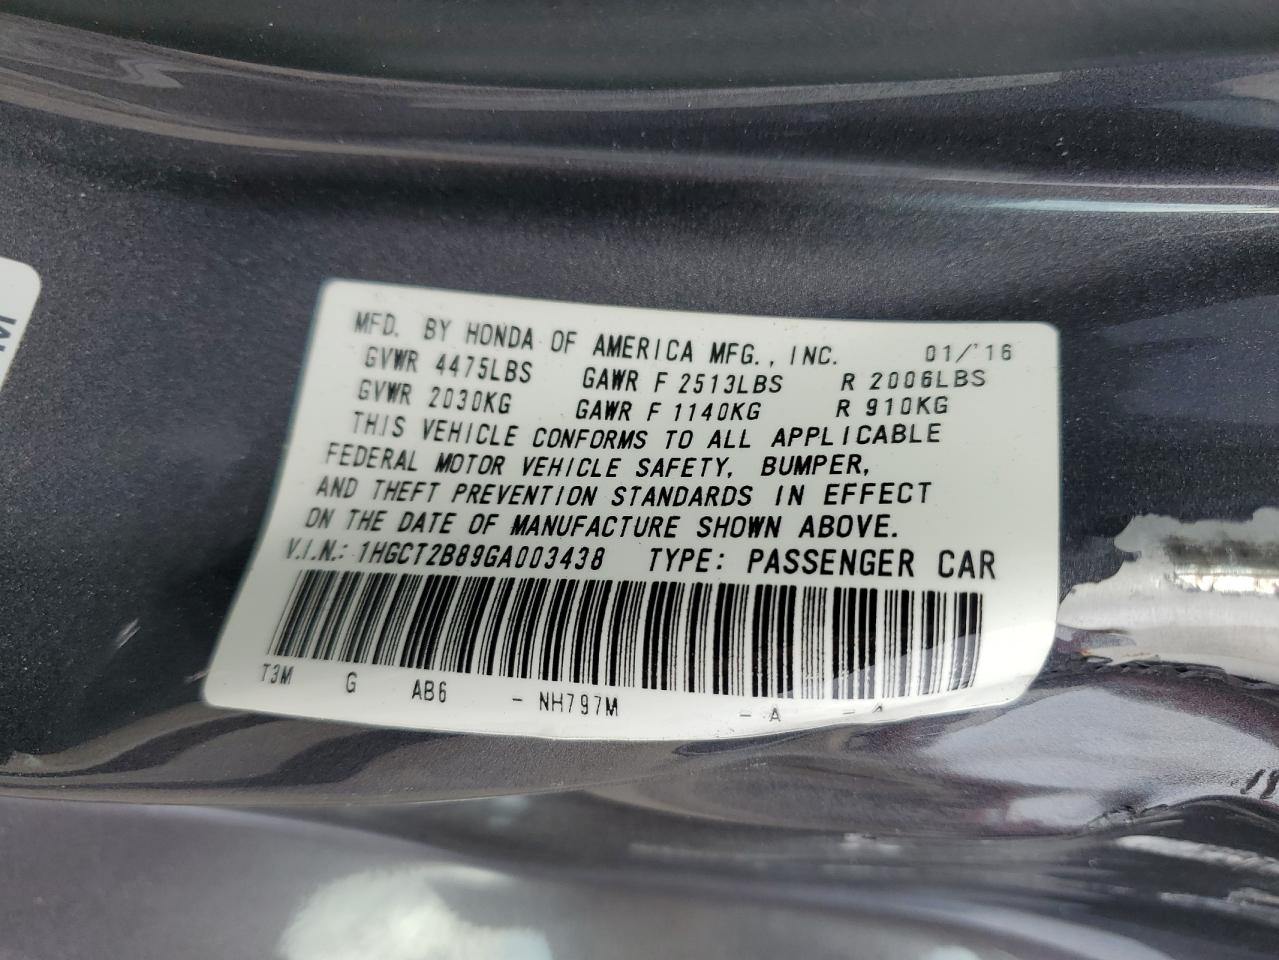 MFD. BY HONDA OF AMERICA MFG., INC. 01/'16
GVWR 4475LBS GAWR F 2513LBS R 2006LBS
GVWR 2030KG GAWR F 1140KG R 910KG
THIS VEHICLE CONFORMS TO ALL APPLICABLE
FEDERAL MOTOR VEHICLE SAFETY, BUMPER,
AND THEFT PREVENTION STANDARDS IN EFFECT
ON THE DATE OF MANUFACTURE SHOWN ABOVE.
V.I.N.: 1HGCT2B89GA003438 TYPE: PASSENGER CAR
T3M G AB6 - NH797M - A - A
M